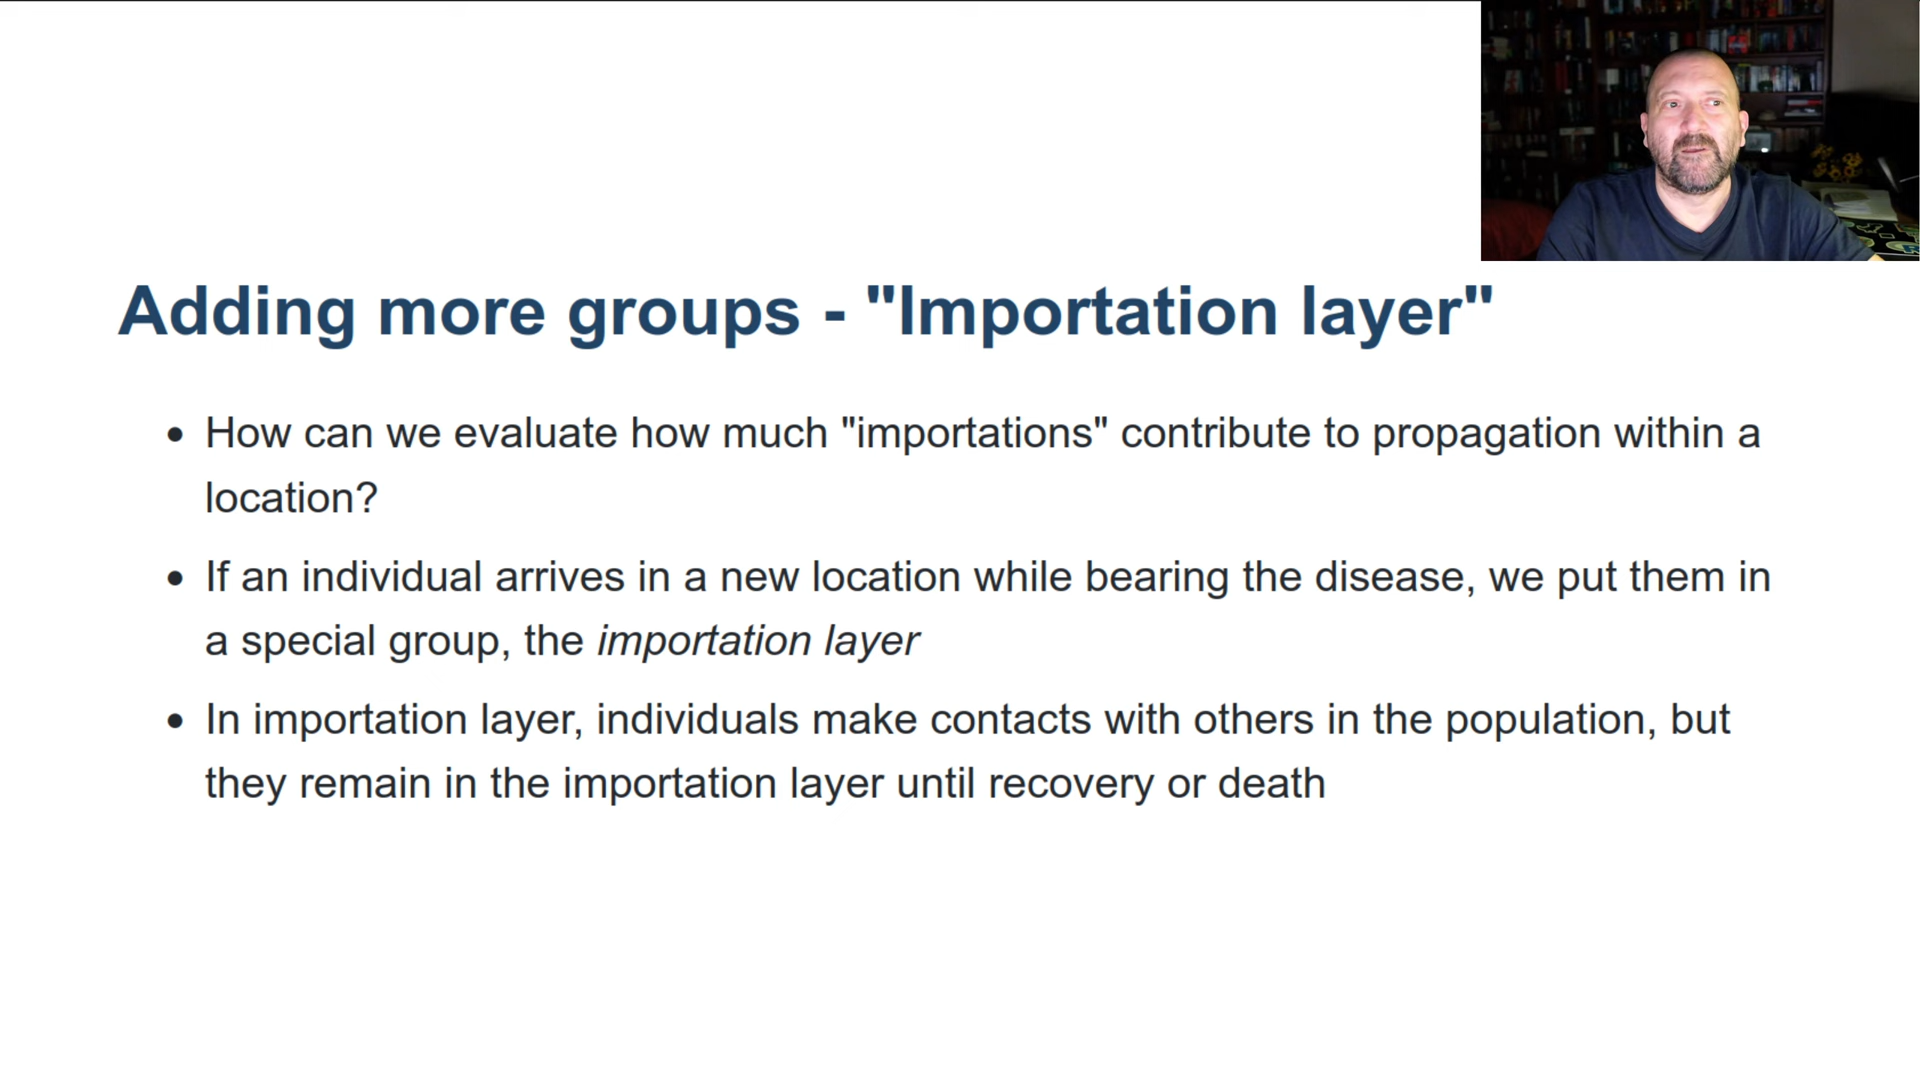 Adding more groups - "Importation layer"
• How can we evaluate how much "importations" contribute to propagation within a
location?
• If an individual arrives in a new location while bearing the disease, we put them in
a special group, the importation layer
• In importation layer, individuals make contacts with others in the population, but
they remain in the importation layer until recovery or death